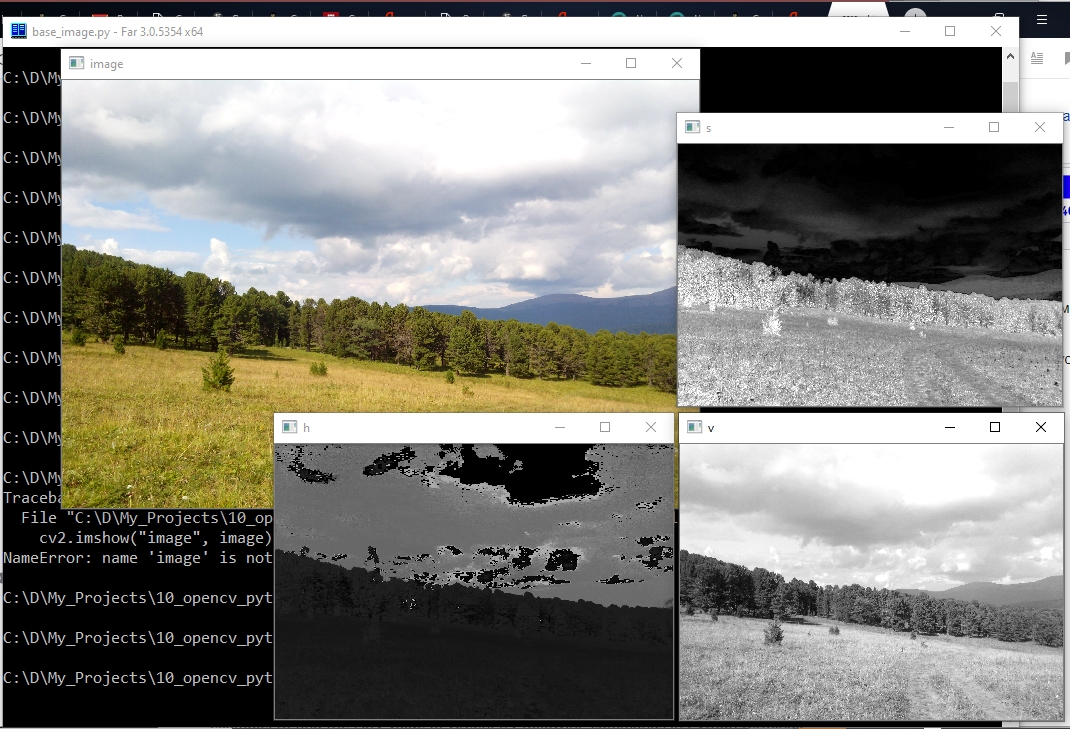 base_image.py - Far 3.0.5354 x64
image
C:\D\My
C:\D\My
C:\D\My
C:\D\My
C:\D\My
C:\D\My
C:\D\My
C:\D\My
C:\D\My
C:\D\My
C:\D\My
s
h
v
Traceba
File "C:\D\My_Projects\10_op
cv2.imshow("image", image)
NameError: name 'image' is not
C:\D\My_Projects\10_opencv_pyt
C:\D\My_Projects\10_opencv_pyt
C:\D\My_Projects\10_opencv_pyt